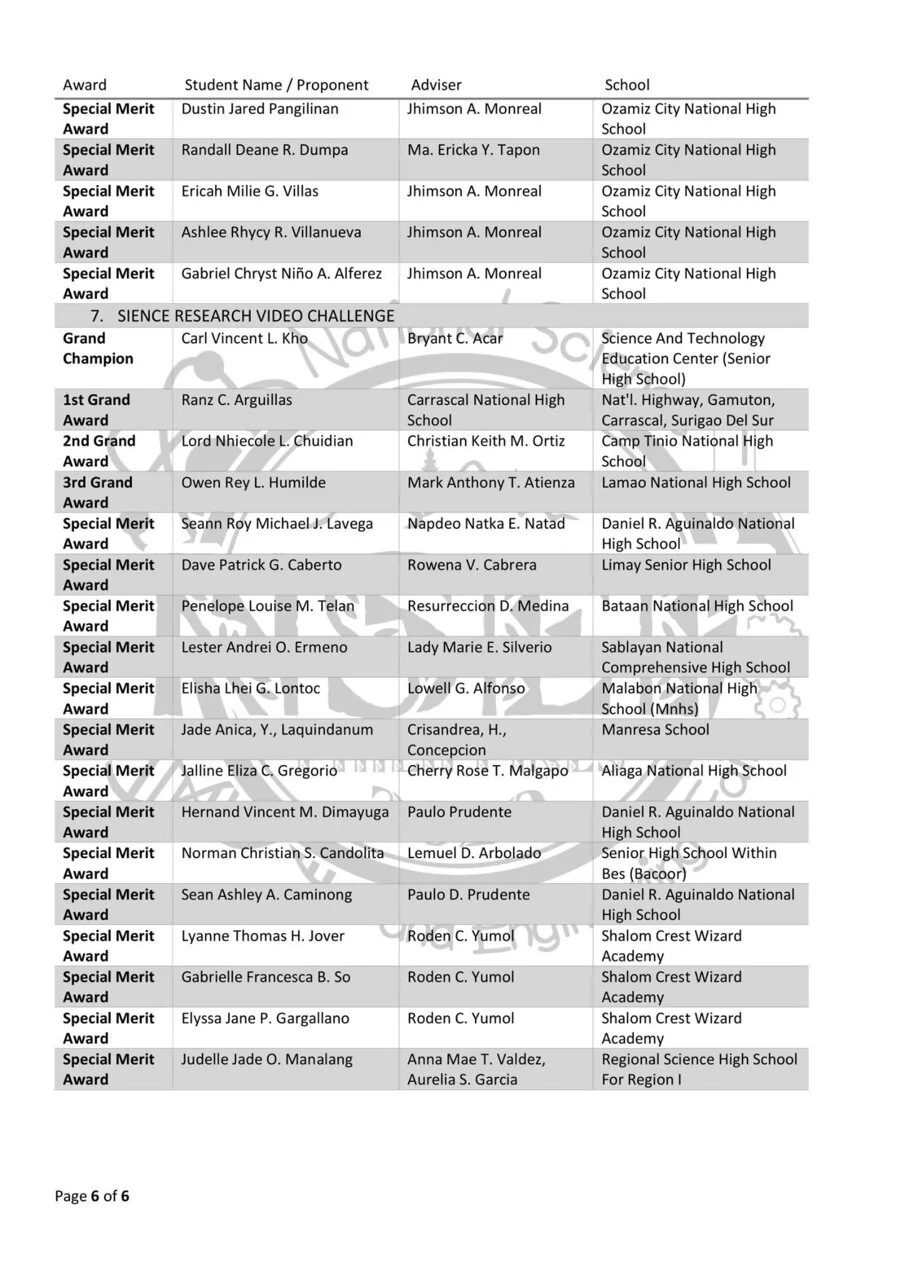 Award Student Name / Proponent Adviser School
Special Merit Dustin Jared Pangilinan Jhimson A. Monreal Ozamiz City National High
Award School
Special Merit Randall Deane R. Dumpa Ma. Ericka Y. Tapon Ozamiz City National High
Award School
Special Merit Ericah Milie G. Villas Jhimson A. Monreal Ozamiz City National High
Award School
Special Merit Ashlee Rhycy R. Villanueva Jhimson A. Monreal Ozamiz City National High
Award School
Special Merit Gabriel Chryst Niño A. Alferez Jhimson A. Monreal Ozamiz City National High
Award School
7. SIENCE RESEARCH VIDEO CHALLENGE
Grand Carl Vincent L. Kho Bryant C. Acar Science And Technology
Champion Education Center (Senior
High School)
1st Grand Ranz C. Arguillas Carrascal National High Nat'l. Highway, Gamuton,
Award School Carrascal, Surigao Del Sur
2nd Grand Lord Nhiecole L. Chuidian Christian Keith M. Ortiz Camp Tinio National High
Award School
3rd Grand Owen Rey L. Humilde Mark Anthony T. Atienza Lamao National High School
Award
Special Merit Seann Roy Michael J. Lavega Napdeo Natka E. Natad Daniel R. Aguinaldo National
Award High School
Special Merit Dave Patrick G. Caberto Rowena V. Cabrera Limay Senior High School
Award
Special Merit Penelope Louise M. Telan Resurreccion D. Medina Bataan National High School
Award
Special Merit Lester Andrei O. Ermeno Lady Marie E. Silverio Sablayan National
Award Comprehensive High School
Special Merit Elisha Lhei G. Lontoc Lowell G. Alfonso Malabon National High
Award School (Mnhs)
Special Merit Jade Anica, Y., Laquindanum Crisandrea, H., Manresa School
Award Concepcion
Special Merit Jalline Eliza C. Gregorio Cherry Rose T. Malgapo Aliaga National High School
Award
Special Merit Hernand Vincent M. Dimayuga Paulo Prudente Daniel R. Aguinaldo National
Award High School
Special Merit Norman Christian S. Candolita Lemuel D. Arbolado Senior High School Within
Award Bes (Bacoor)
Special Merit Sean Ashley A. Caminong Paulo D. Prudente Daniel R. Aguinaldo National
Award High School
Special Merit Lyanne Thomas H. Jover Roden C. Yumol Shalom Crest Wizard
Award Academy
Special Merit Gabrielle Francesca B. So Roden C. Yumol Shalom Crest Wizard
Award Academy
Special Merit Elyssa Jane P. Gargallano Roden C. Yumol Shalom Crest Wizard
Award Academy
Special Merit Judelle Jade O. Manalang Anna Mae T. Valdez, Regional Science High School
Award Aurelia S. Garcia For Region I
Page 6 of 6